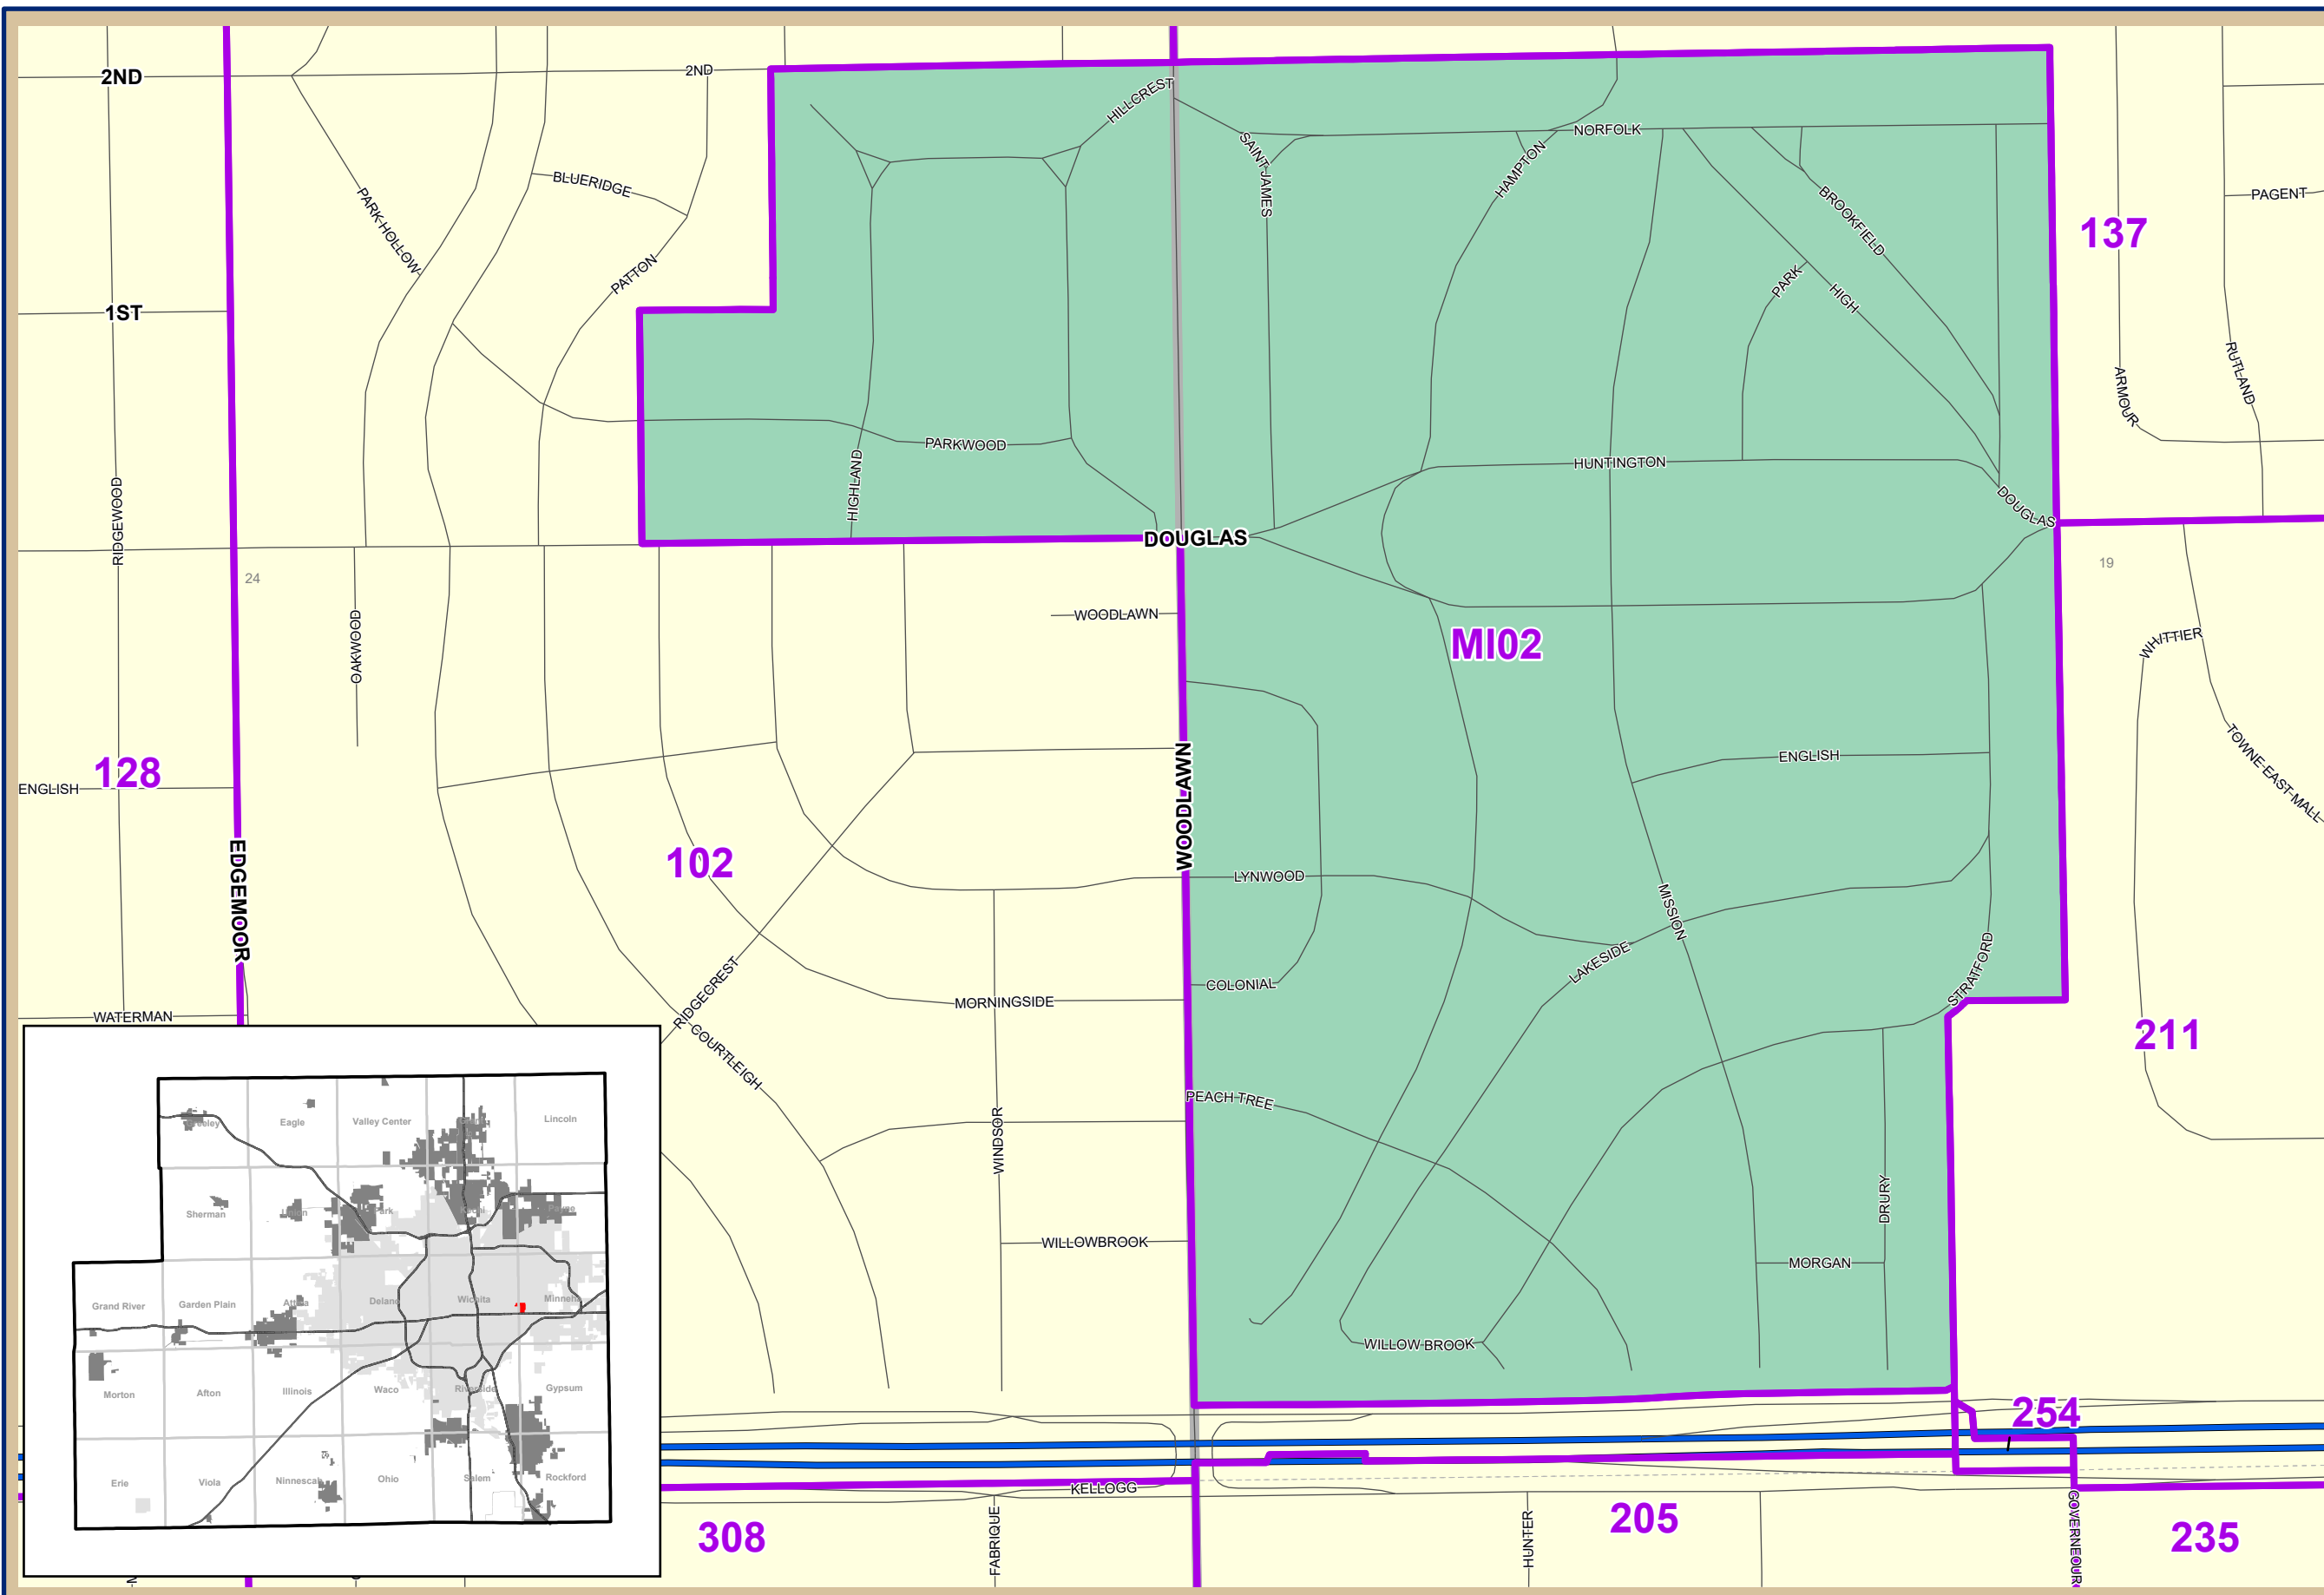 2ND
2ND
HILLCREST
NORFOLK
SAINT JAMES
HAMPTON
BLUERIDGE
PARK HOLLOW
BROOKFIELD
PAGENT
137
PATTON
PARK
HIGH
1ST
RUTLAND
ARMOUR
PARKWOOD
HIGHLAND
HUNTINGTON
RIDGEWOOD
DOUGLAS
DOUGLAS
24
19
OAKWOOD
WOODLAWN
MI02
WHITTIER
TOWNE EAST MALL
128
ENGLISH
ENGLISH
WOODLAWN
EDGEMOOR
102
LYNWOOD
MISSION
LAKESIDE
STRATFORD
RIDGECREST
COLONIAL
MORNINGSIDE
WATERMAN
COURTLEIGH
211
PEACH TREE
WINDSOR
DRURY
WILLOWBROOK
MORGAN
WILLOW BROOK
254
KELLOGG
308
FABRIQUE
HUNTER
205
GOVERNEOUR
235
Eagle
Valley Center
Lincoln
Sherman
Grand River
Garden Plain
Wichita
Morton
Afton
Illinois
Waco
Riverside
Gypsum
Erie
Viola
Ninnescah
Ohio
Salem
Rockford